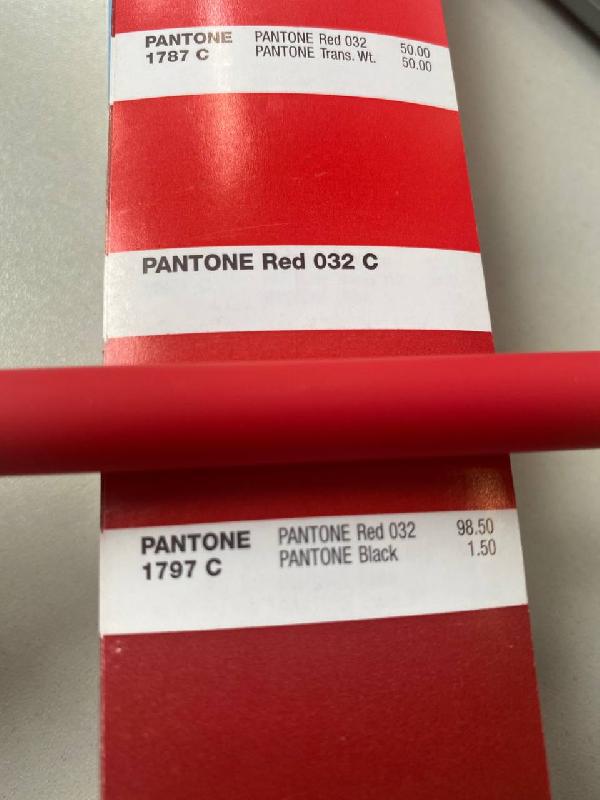 PANTONE PANTONE Red 032 50.00
1787 C PANTONE Trans. Wt. 50.00
PANTONE Red 032 C
PANTONE PANTONE Red 032 98.50
1797 C PANTONE Black 1.50